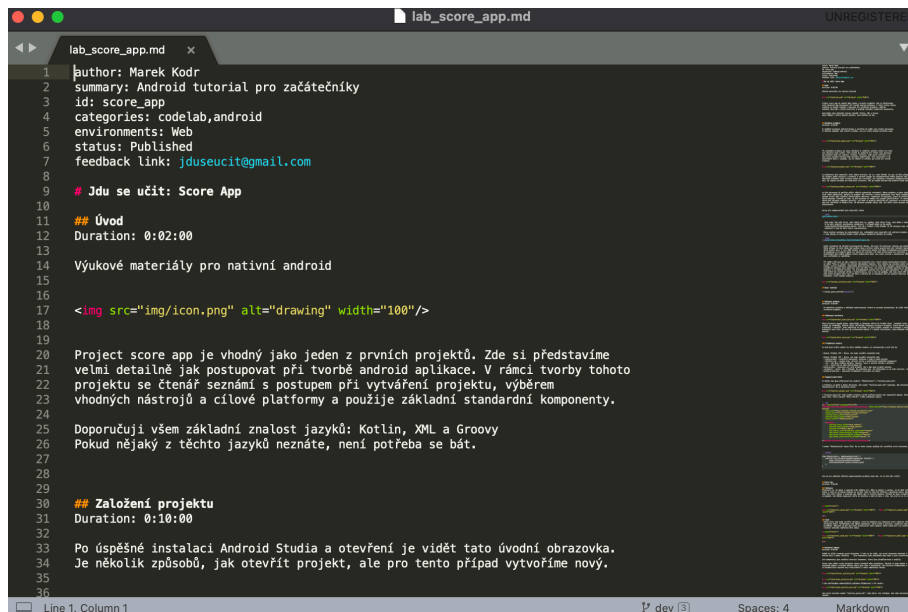 lab_score_app.md
UNREGISTERE
lab_score_app.md ×
1 author: Marek Kodr
2 summary: Android tutorial pro začátečníky
3 id: score_app
4 categories: codelab,android
5 environments: Web
6 status: Published
7 feedback link: jduseucit@gmail.com
8
9 # Jdu se učit: Score App
10
11 ## Úvod
12 Duration: 0:02:00
13
14 Výukové materiály pro nativní android
15
16
17 <img src="img/icon.png" alt="drawing" width="100"/>
18
19
20 Project score app je vhodný jako jeden z prvních projektů. Zde si představíme
21 velmi detailně jak postupovat při tvorbě android aplikace. V rámci tvorby tohoto
22 projektu se čtenář seznámí s postupem při vytváření projektu, výběrem
23 vhodných nástrojů a cílové platformy a použije základní standardní komponenty.
24
25 Doporučuji všem základní znalost jazyků: Kotlin, XML a Groovy
26 Pokud nějaký z těchto jazyků neznáte, není potřeba se bát.
27
28
29
30 ## Založení projektu
31 Duration: 0:10:00
32
33 Po úspěšné instalaci Android Studia a otevření je vidět tato úvodní obrazovka.
34 Je několik způsobů, jak otevřít projekt, ale pro tento případ vytvoříme nový.
35
36
Line 1, Column 1 dev 3 Spaces: 4 Markdown